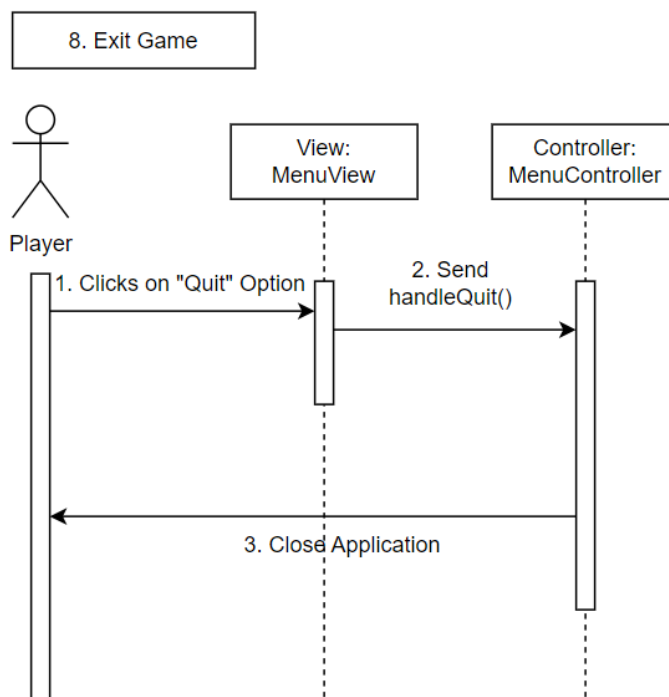 8. Exit Game
View:
MenuView
Controller:
MenuController
Player
1. Clicks on "Quit" Option
2. Send
handleQuit()
3. Close Application